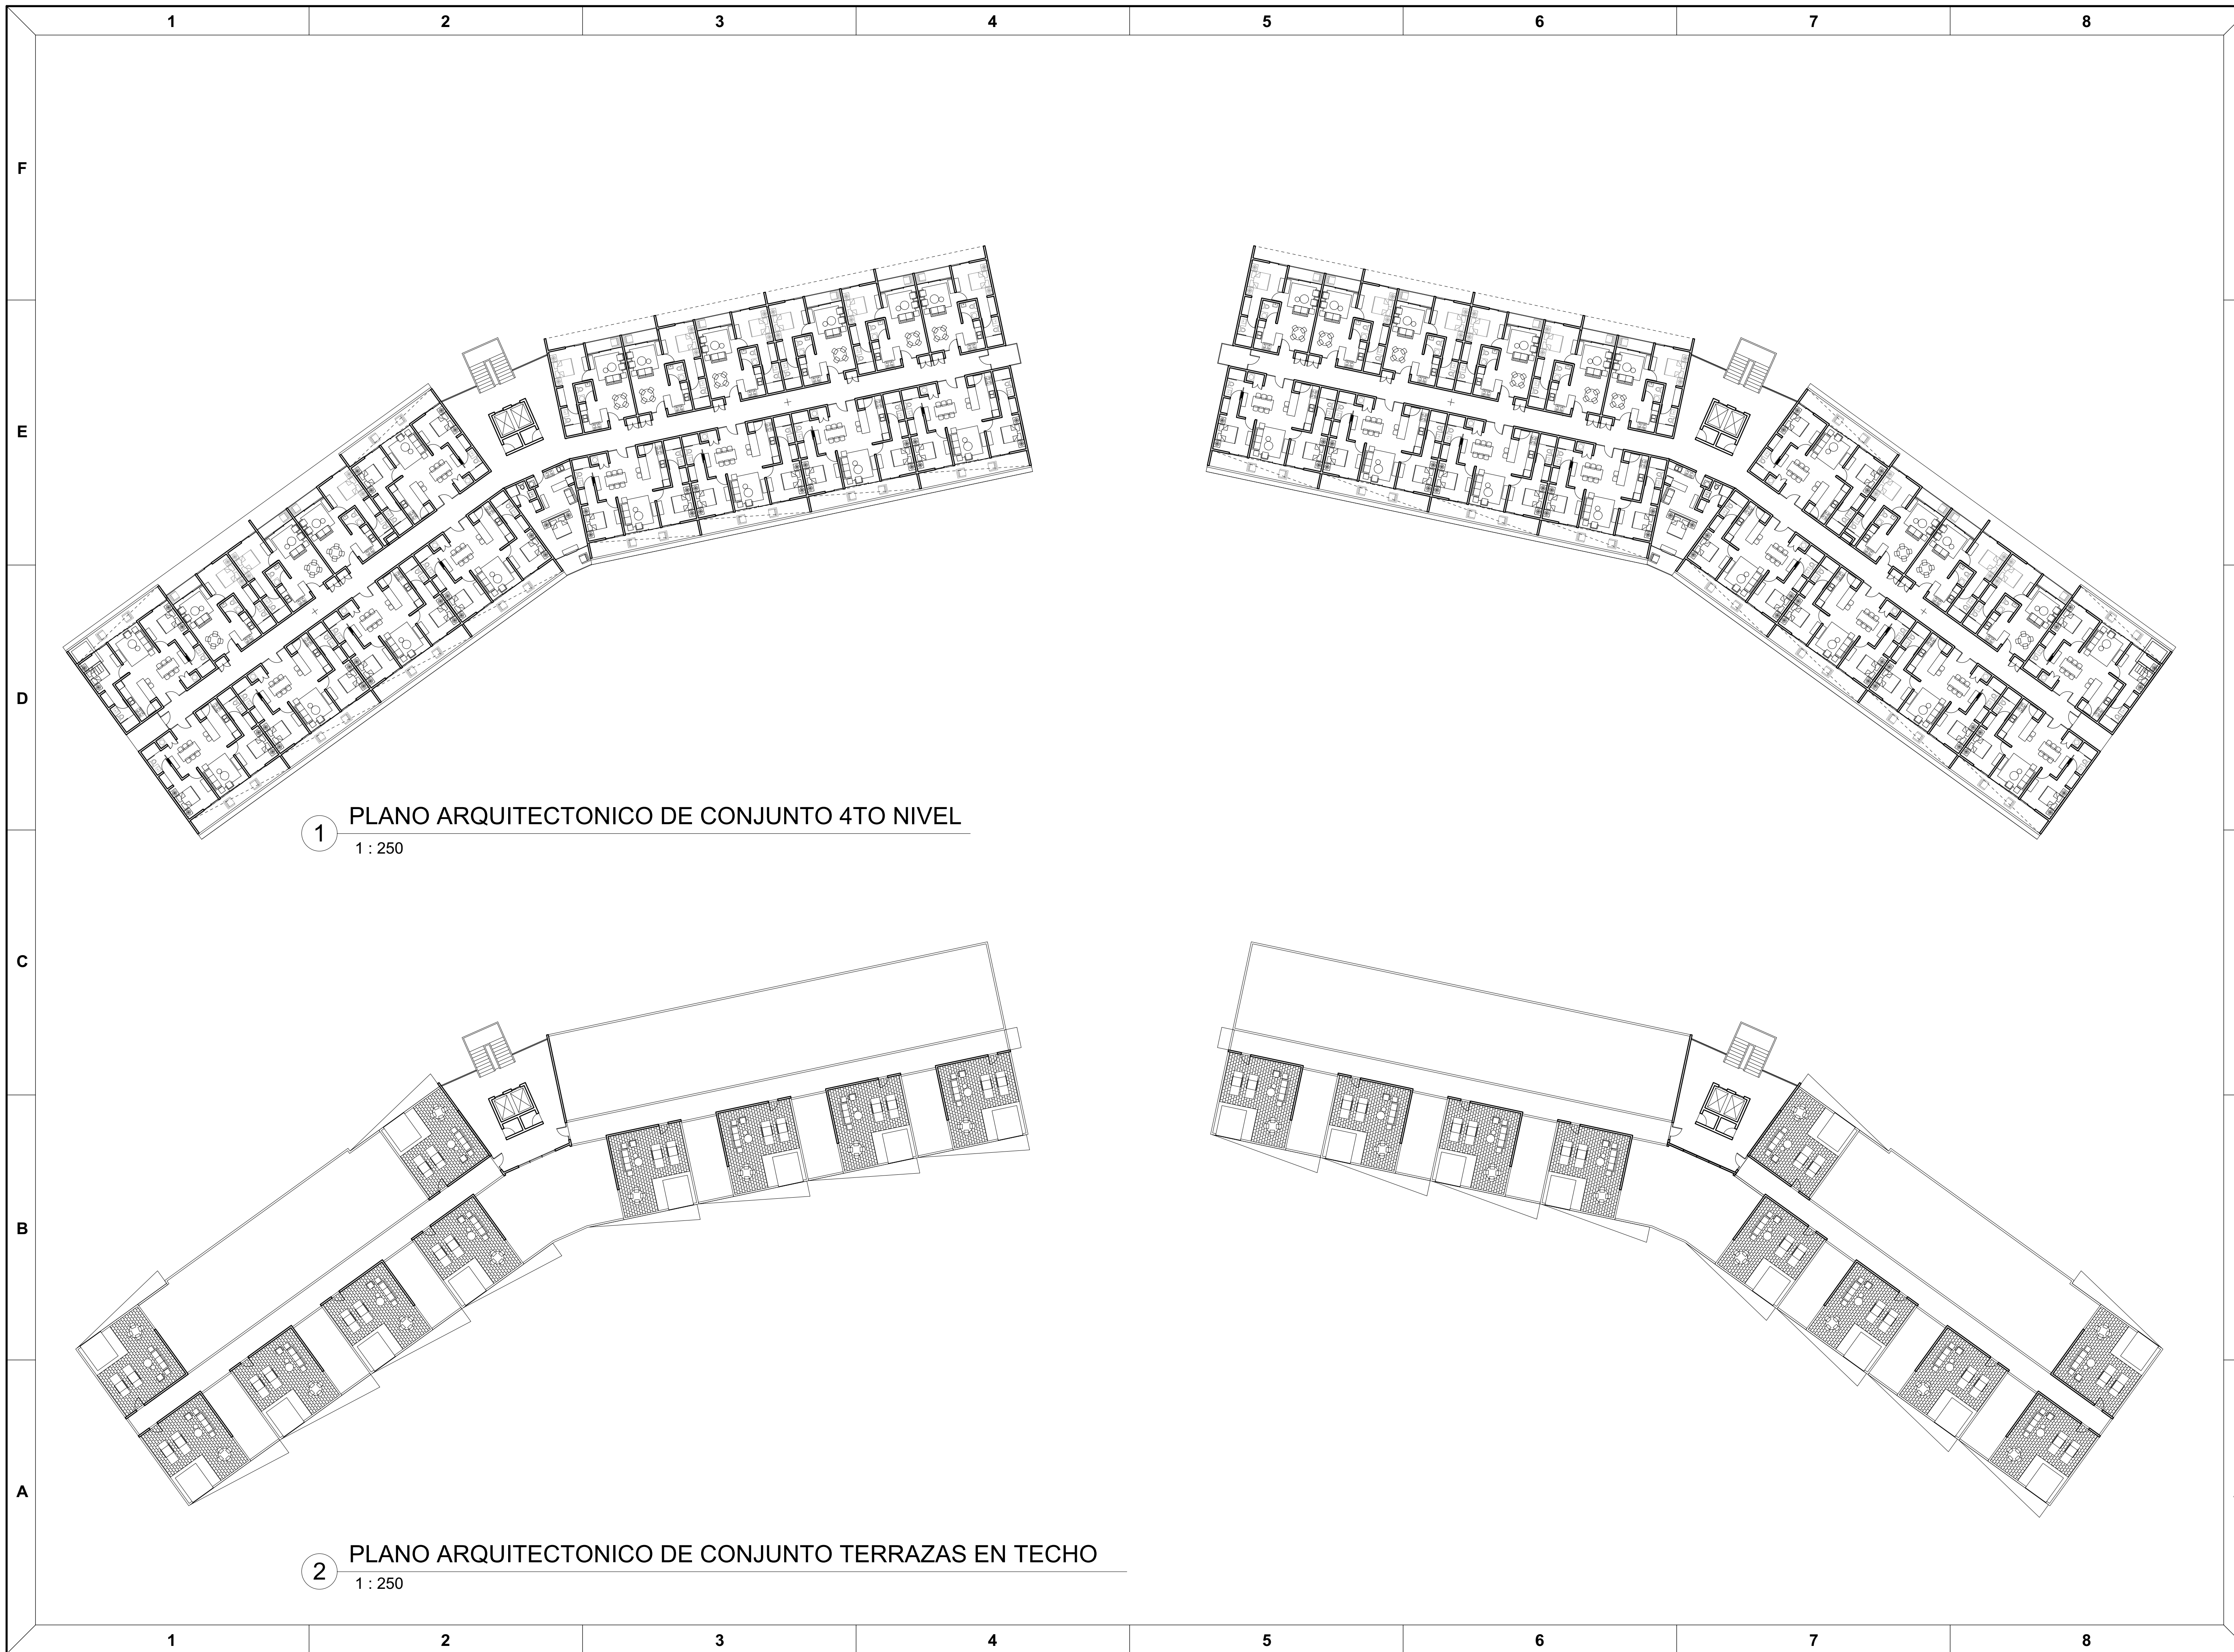 1 2 3 4 5 6 7 8
F
E
D
1 PLANO ARQUITECTONICO DE CONJUNTO 4TO NIVEL
1 : 250
C
B
A
2 PLANO ARQUITECTONICO DE CONJUNTO TERRAZAS EN TECHO
1 : 250
1 2 3 4 5 6 7 8